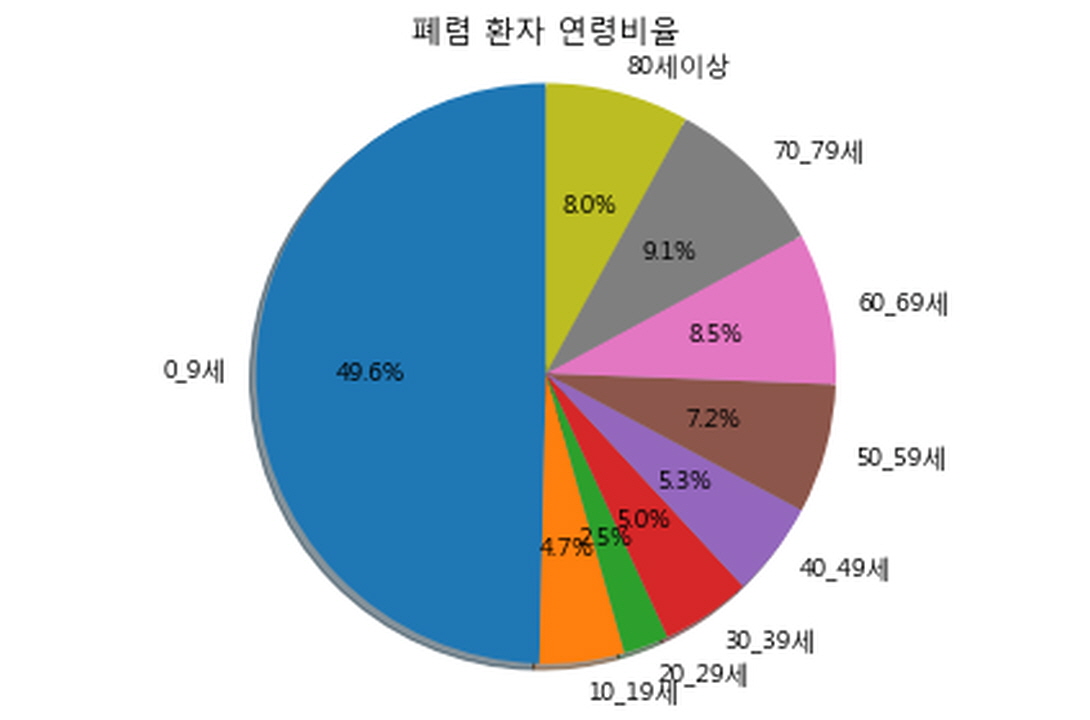 폐렴 환자 연령비율
80세이상
70_79세
8.0%
9.1%
60_69세
8.5%
0_9세
49.6%
7.2%
50_59세
5.3%
5.0%
2.5%
4.7%
40_49세
30_39세
20_29세
10_19세